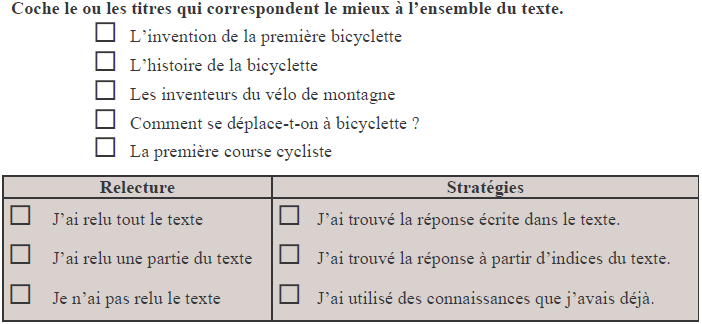 Coche le ou les titres qui correspondent le mieux à l’ensemble du texte.
L’invention de la première bicyclette
L’histoire de la bicyclette
Les inventeurs du vélo de montagne
Comment se déplace-t-on à bicyclette ?
La première course cycliste
Relecture Stratégies
J’ai relu tout le texte J’ai trouvé la réponse écrite dans le texte.
J’ai relu une partie du texte J’ai trouvé la réponse à partir d’indices du texte.
Je n’ai pas relu le texte J’ai utilisé des connaissances que j’avais déjà.